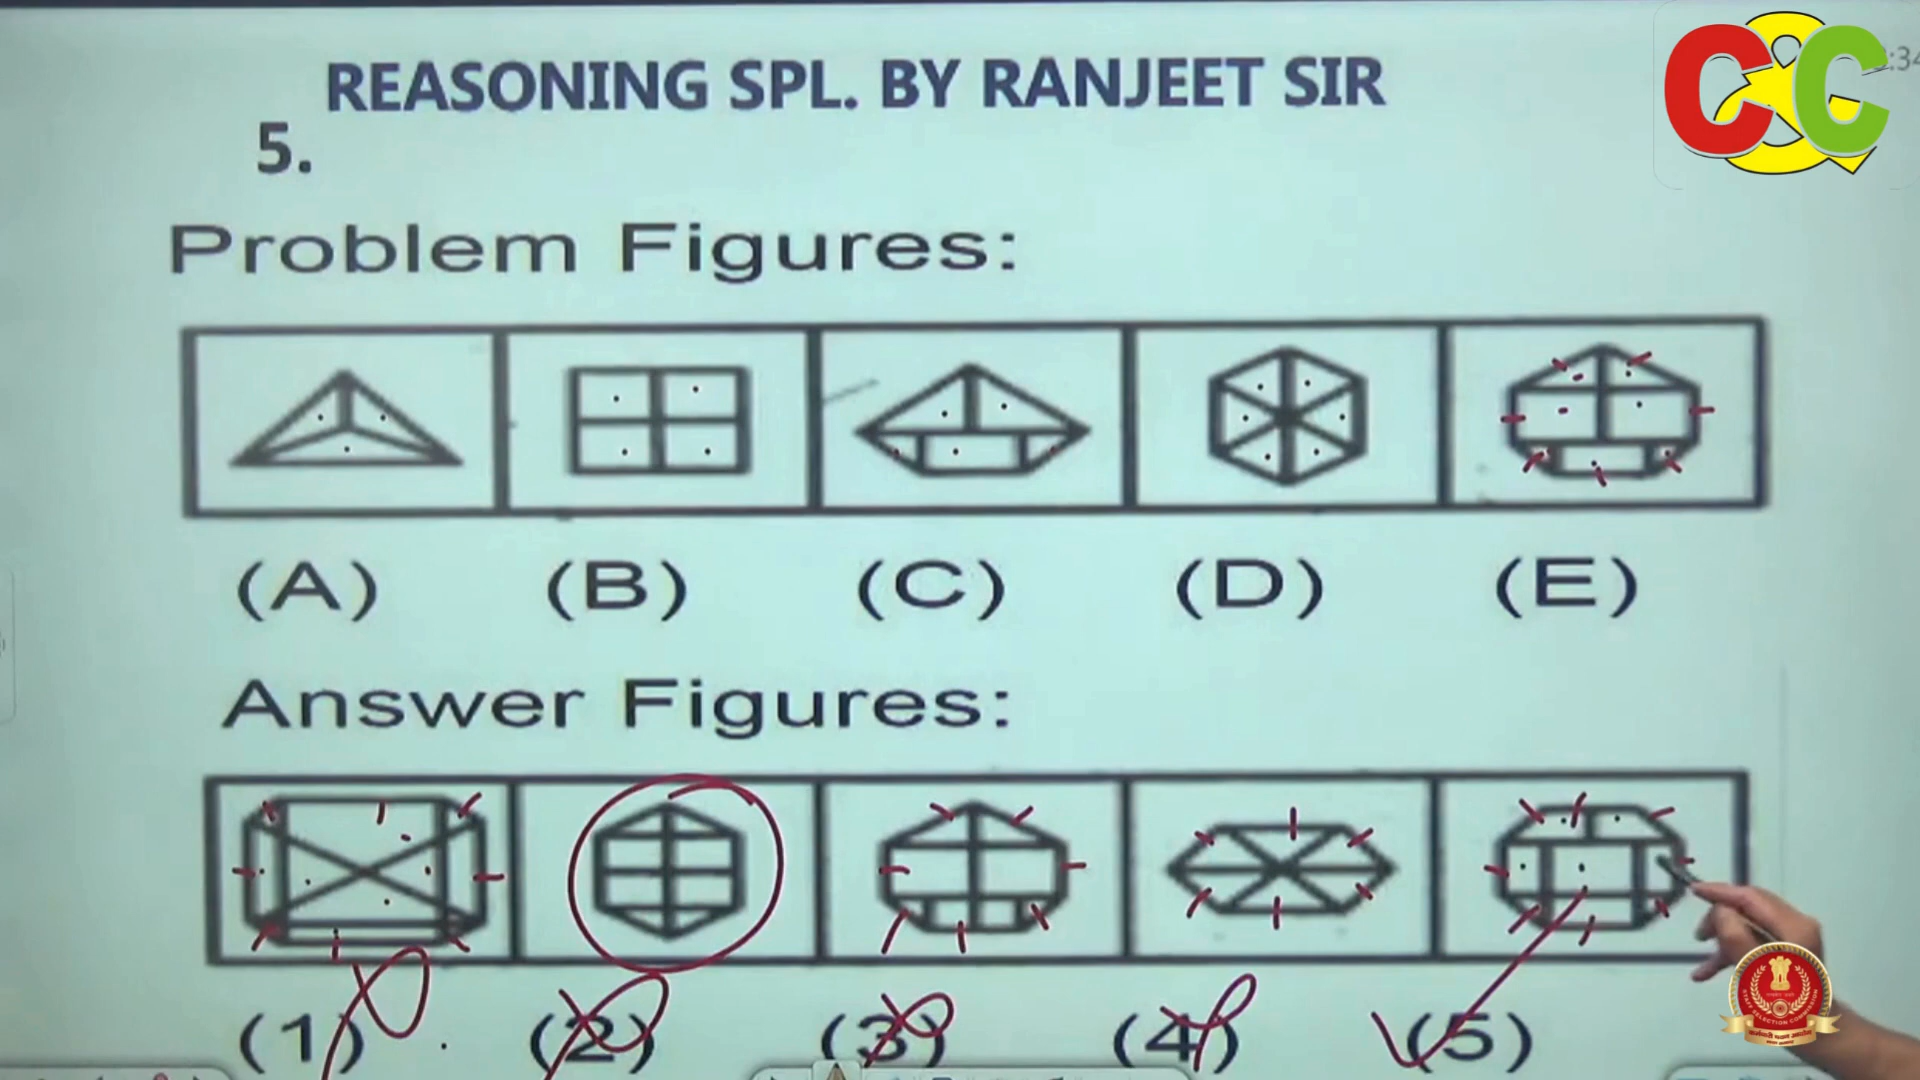 REASONING SPL. BY RANJEET SIR
5.
Problem Figures:
(A) (B) (C) (D) (E)
Answer Figures:
(1) (2) (3) (4) (5)
C&C